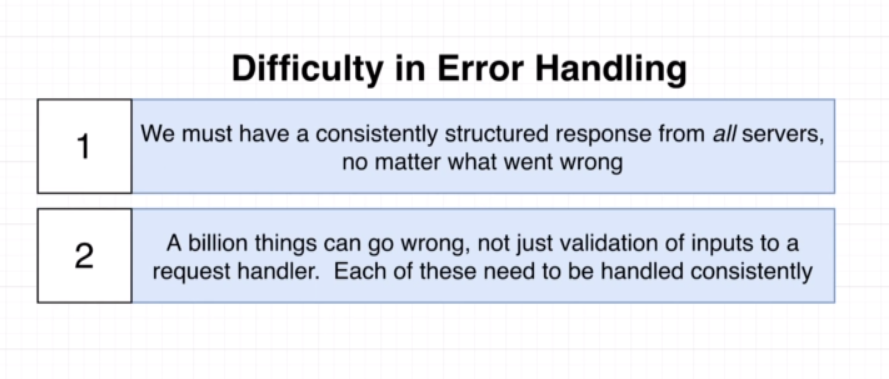 Difficulty in Error Handling
1
We must have a consistently structured response from all servers,
no matter what went wrong
2
A billion things can go wrong, not just validation of inputs to a
request handler.  Each of these need to be handled consistently